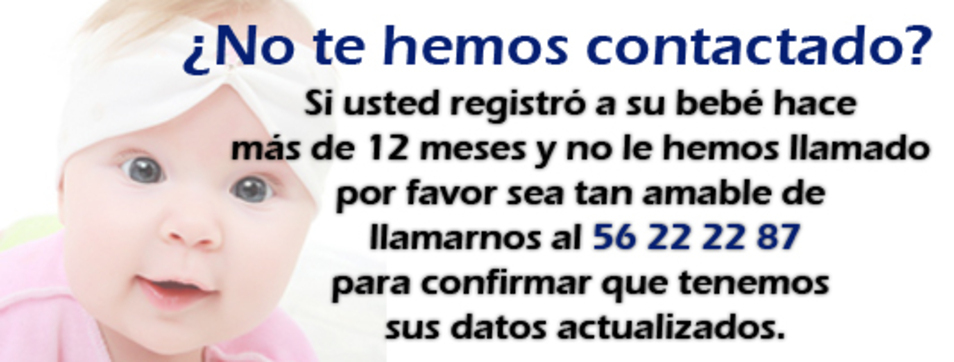 ¿No te hemos contactado?
Si usted registró a su bebé hace
más de 12 meses y no le hemos llamado
por favor sea tan amable de
llamarnos al 56 22 22 87
para confirmar que tenemos
sus datos actualizados.